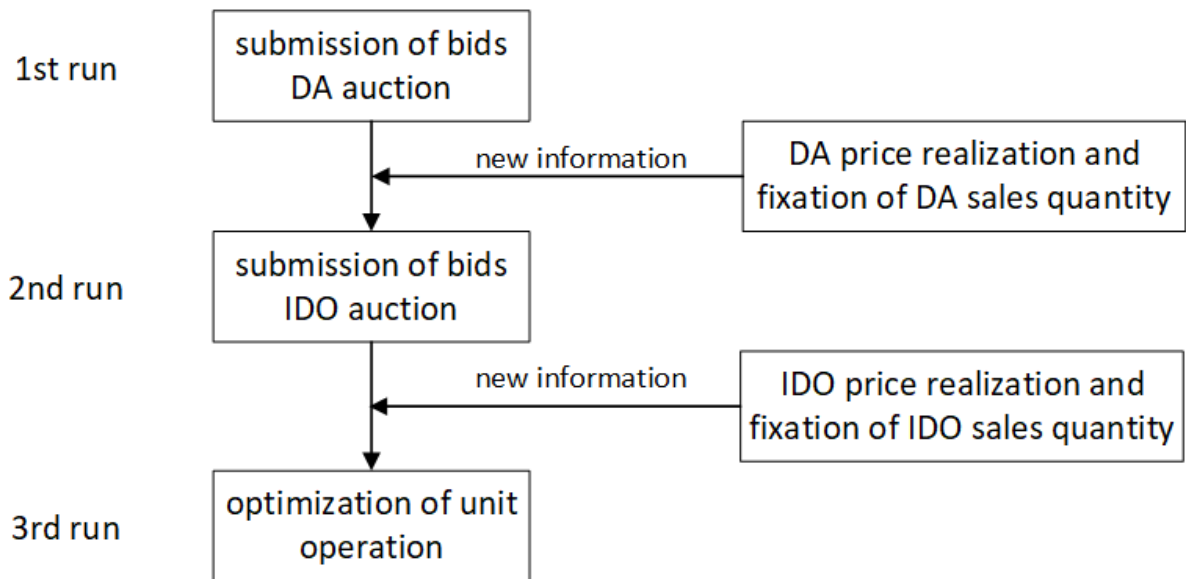 1st run
submission of bids
DA auction
new information
DA price realization and
fixation of DA sales quantity
2nd run
submission of bids
IDO auction
new information
IDO price realization and
fixation of IDO sales quantity
3rd run
optimization of unit
operation